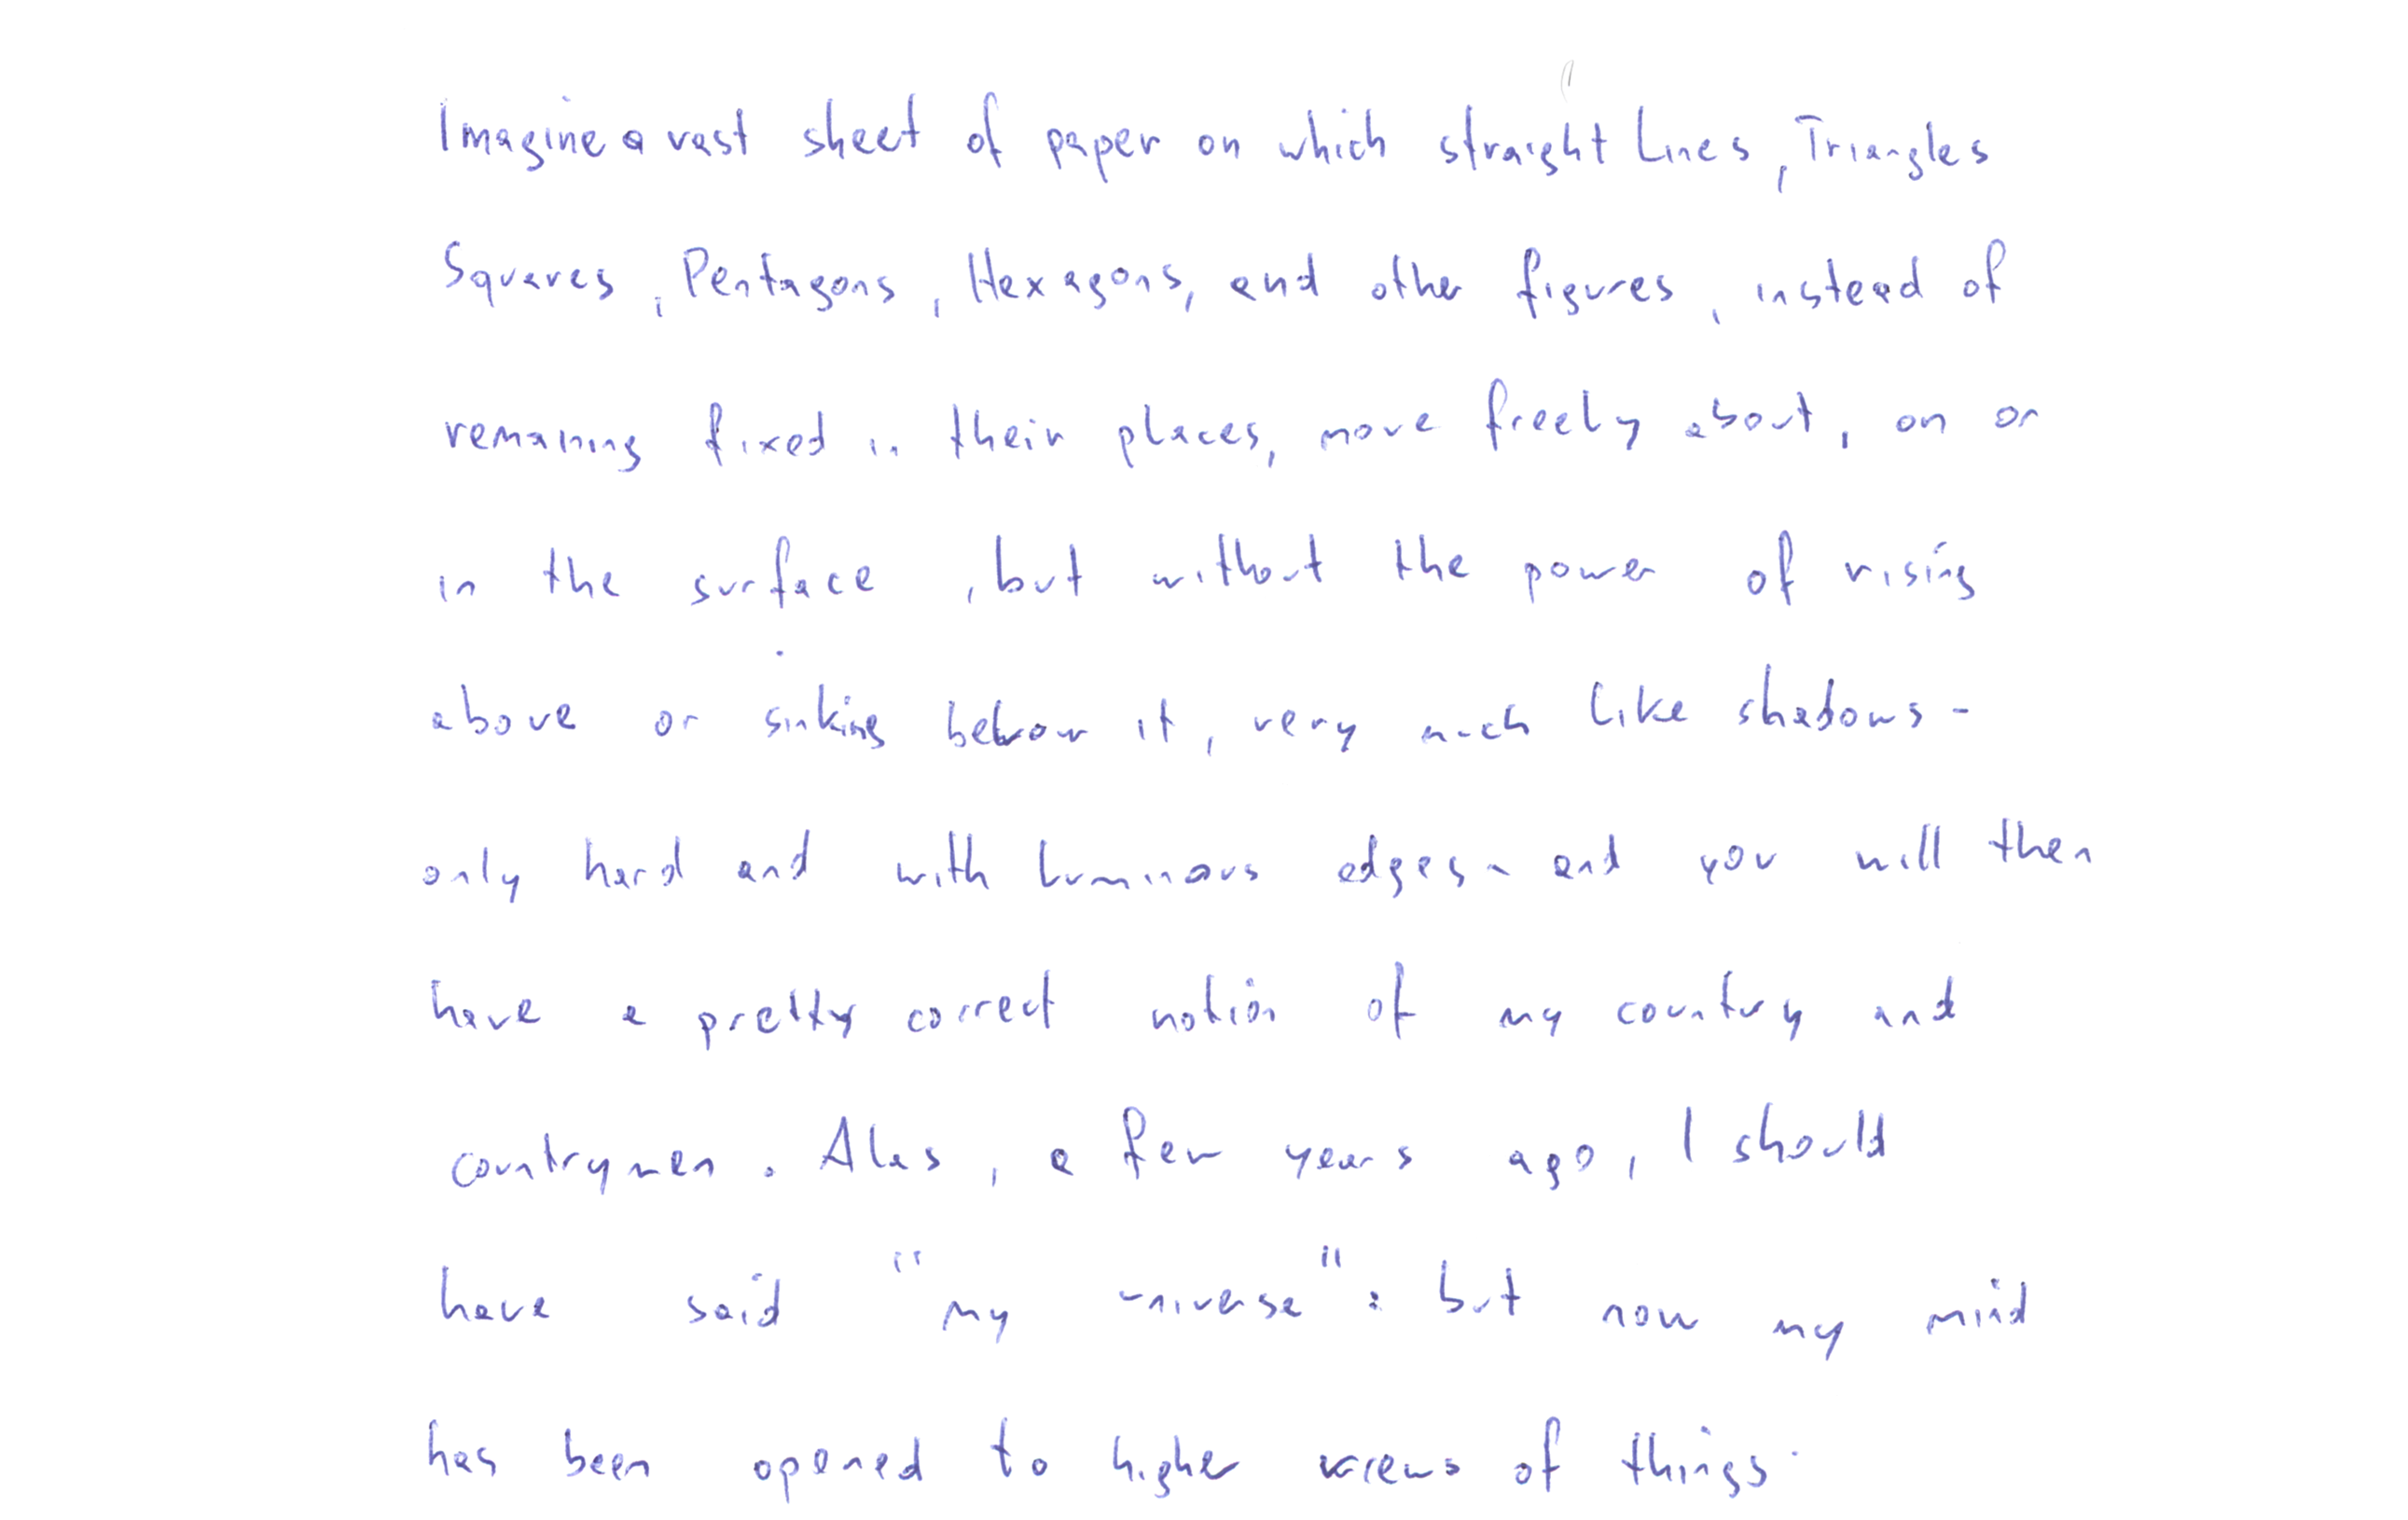 Imagine a vast sheet of paper on which straight Lines, Triangles
Squares, Pentagons, Hexagons, and other figures, instead of
remaining fixed in their places, move freely about, on or
in the surface, but without the power of rising
above or sinking below it, very much like shadows -
only hard and with luminous edges - and you will then
have a pretty correct notion of my country and
countrymen. Alas, a few years ago, I should
have said "my universe": but now my mind
has been opened to higher views of things.